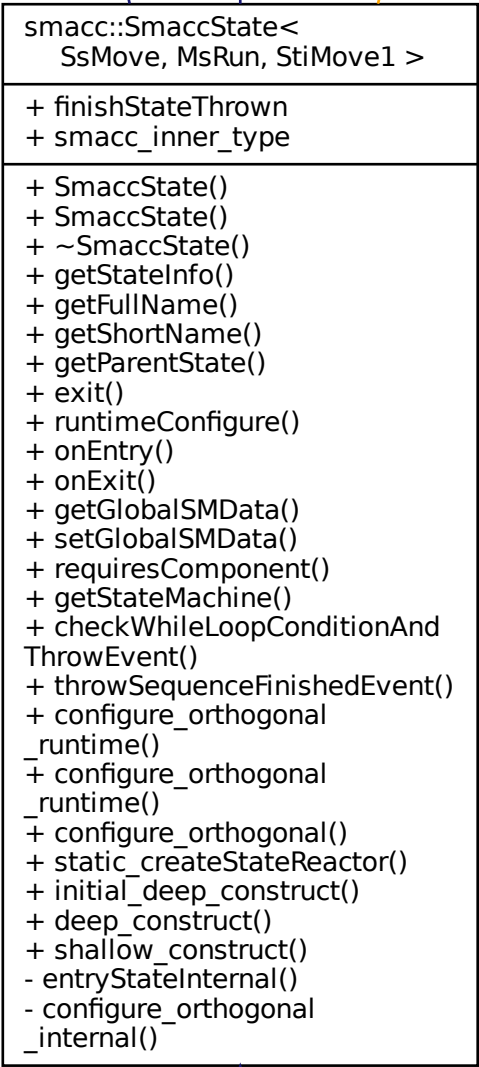 smacc::SmaccState<
SsMove, MsRun, StiMove1 >
+ finishStateThrown
+ smacc_inner_type
+ SmaccState()
+ SmaccState()
+ ~SmaccState()
+ getStateInfo()
+ getFullName()
+ getShortName()
+ getParentState()
+ exit()
+ runtimeConfigure()
+ onEntry()
+ onExit()
+ getGlobalSMData()
+ setGlobalSMData()
+ requiresComponent()
+ getStateMachine()
+ checkWhileLoopConditionAnd
ThrowEvent()
+ throwSequenceFinishedEvent()
+ configure_orthogonal
_runtime()
+ configure_orthogonal
_runtime()
+ configure_orthogonal()
+ static_createStateReactor()
+ initial_deep_construct()
+ deep_construct()
+ shallow_construct()
- entryStateInternal()
- configure_orthogonal
_internal()